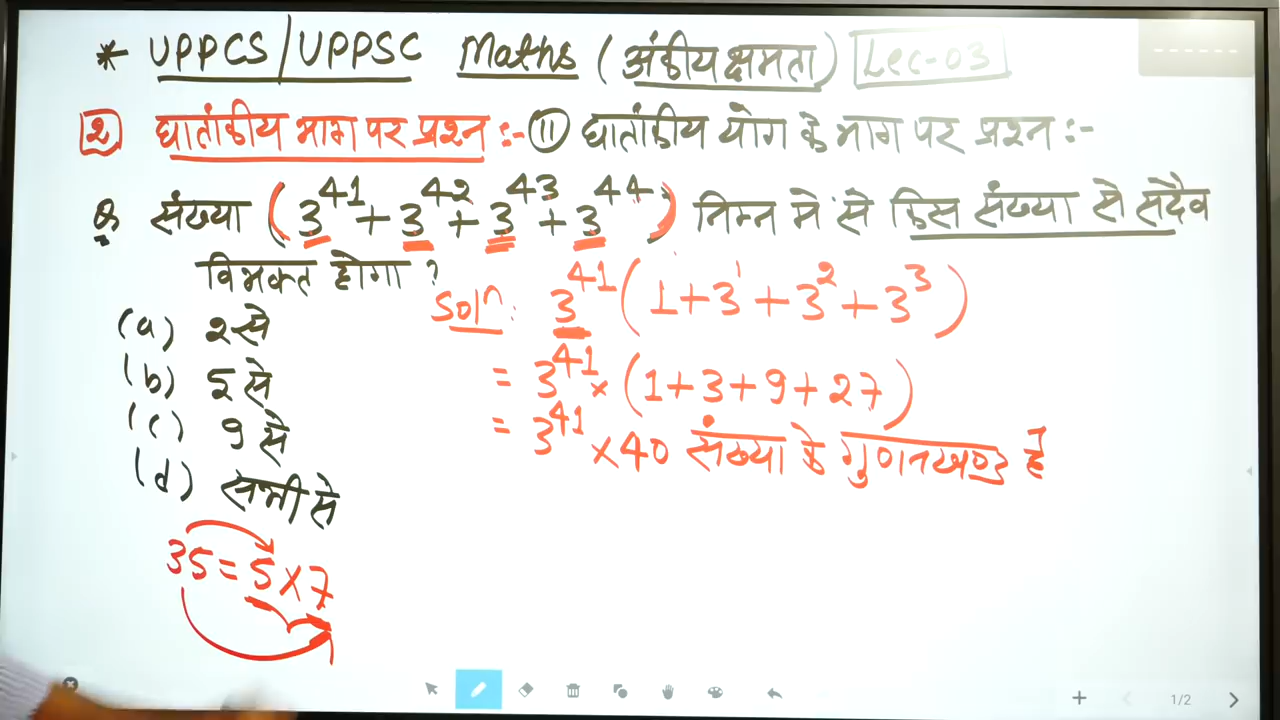 * UPPCS/UPPSC Maths (अंकीय क्षमता) Lec-03
2 घातांकीय भाग पर प्रश्न :- (11) घातांकीय योग के भाग पर प्रश्न :-
Q संख्या (3^41 + 3^42 + 3^43 + 3^44) निम्न में से किस संख्या से सदैव
विभक्त होगा ?
(a) 2 से
(b) 5 से
(c) 9 से
(d) सभी से
Solⁿ: 3^41 (1 + 3^1 + 3^2 + 3^3)
= 3^41 × (1 + 3 + 9 + 27)
= 3^41 × 40 संख्या के गुणनखण्ड है
35 = 5 × 7
1/2